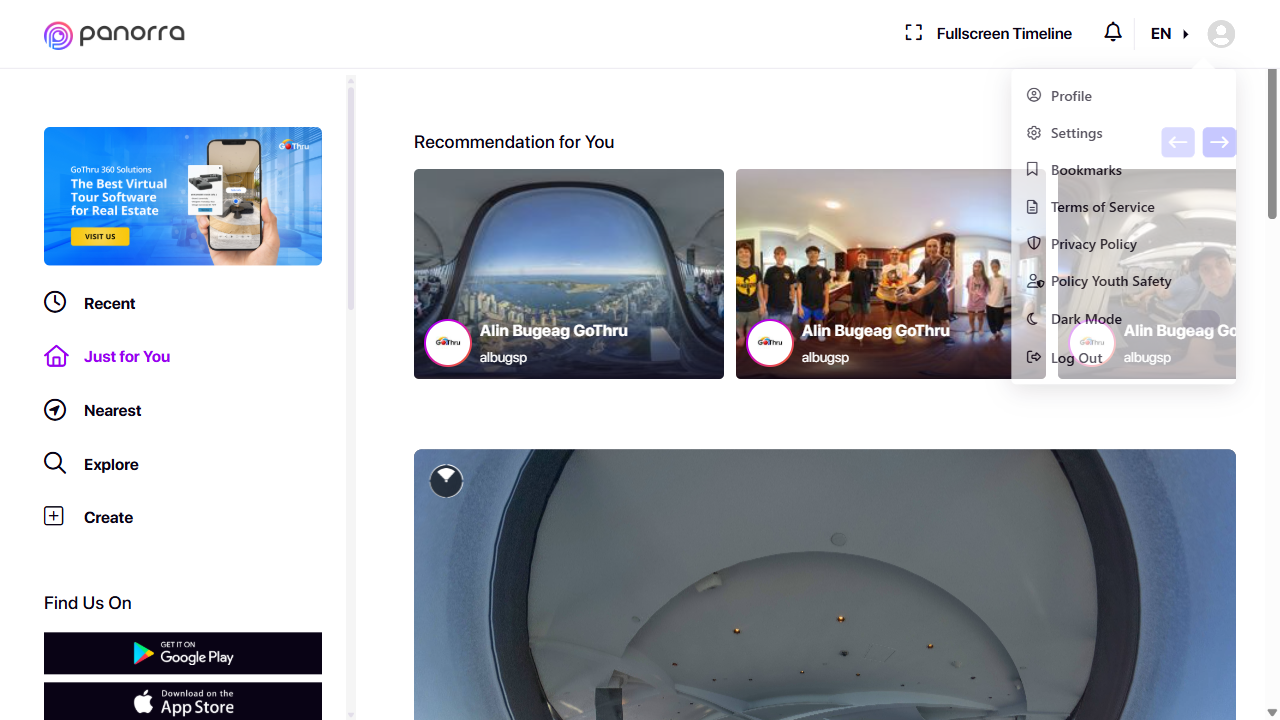 panorra
Fullscreen Timeline
EN
GoThru
GoThru 360 Solutions
The Best Virtual
Tour Software
for Real Estate
VISIT US
Recent
Just for You
Nearest
Explore
Create
Find Us On
GET IT ON
Google Play
Download on the
App Store
Recommendation for You
GoThru
Alin Bugeag GoThru
albugsp
GoThru
Alin Bugeag GoThru
albugsp
GoThru
Alin Bugeag Go
albugsp
Profile
Settings
Bookmarks
Terms of Service
Privacy Policy
Policy Youth Safety
Dark Mode
Log Out